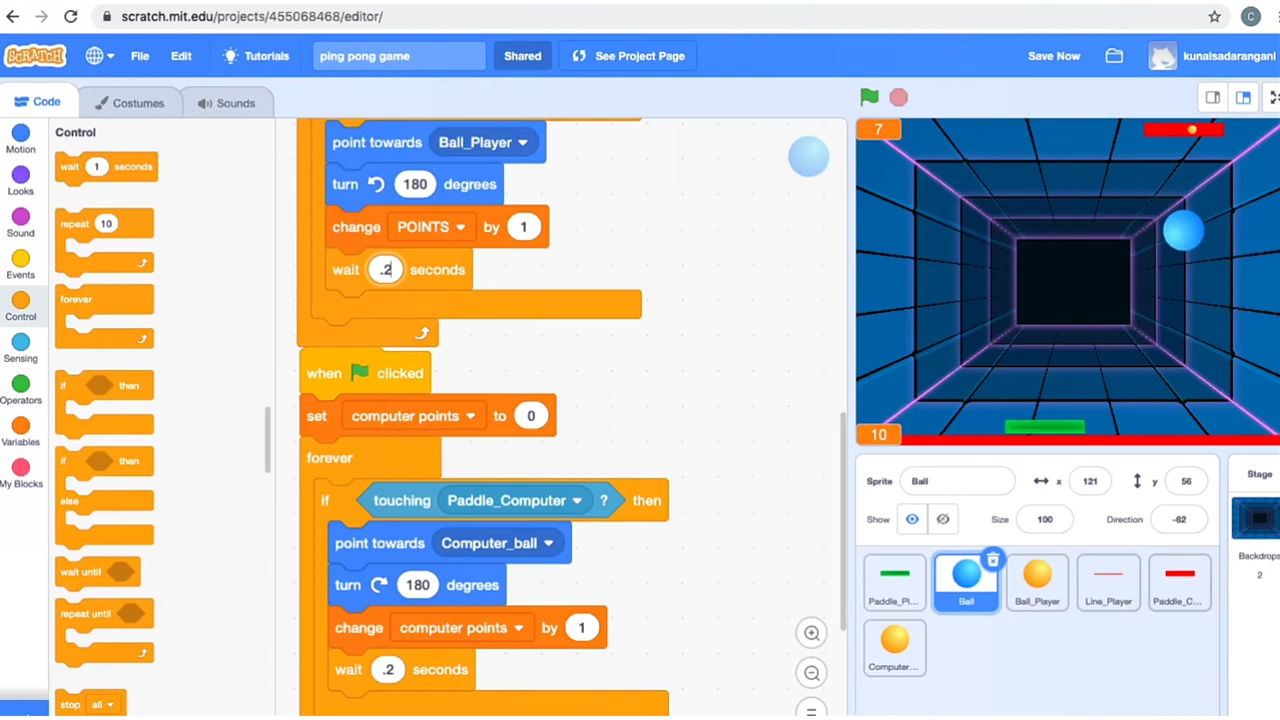 scratch.mit.edu/projects/455068468/editor/
C
SCRATCH
File
Edit
Tutorials
ping pong game
Shared
See Project Page
Save Now
kunalsadarangani
Code
Costumes
Sounds
Motion
Looks
Sound
Events
Control
Sensing
Operators
Variables
My Blocks
Control
wait 1 seconds
repeat 10
forever
if then
if then
else
wait until
repeat until
stop all
point towards Ball_Player
turn 180 degrees
change POINTS by 1
wait .2 seconds
when clicked
set computer points to 0
forever
if touching Paddle_Computer ? then
point towards Computer_ball
turn 180 degrees
change computer points by 1
wait .2 seconds
7
10
Sprite Ball x 121 y 56
Show Size 100 Direction -62
Paddle_Pl...
Ball
Ball_Player
Line_Player
Paddle_C...
Computer...
Stage
Backdrops
2